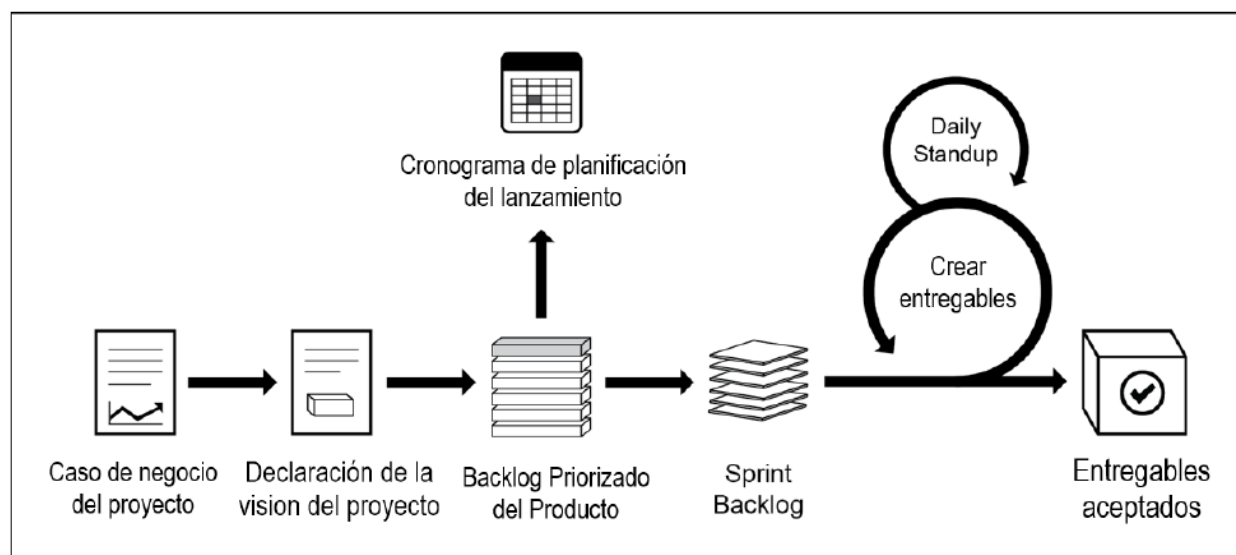 Cronograma de planificación
del lanzamiento
Daily
Standup
Crear
entregables
Caso de negocio
del proyecto
Declaración de la
vision del proyecto
Backlog Priorizado
del Producto
Sprint
Backlog
Entregables
aceptados